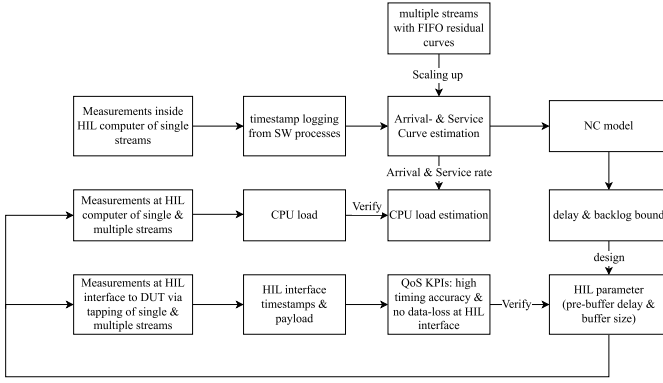 multiple streams
with FIFO residual
curves
Scaling up
Measurements inside
HIL computer of single
streams
timestamp logging
from SW processes
Arrival- & Service
Curve estimation
NC model
Arrival & Service rate
Measurements at HIL
computer of single &
multiple streams
CPU load
Verify
CPU load estimation
delay & backlog bound
design
Measurements at HIL
interface to DUT via
tapping of single &
multiple streams
HIL interface
timestamps &
payload
QoS KPIs: high
timing accuracy &
no data-loss at HIL
interface
Verify
HIL parameter
(pre-buffer delay &
buffer size)